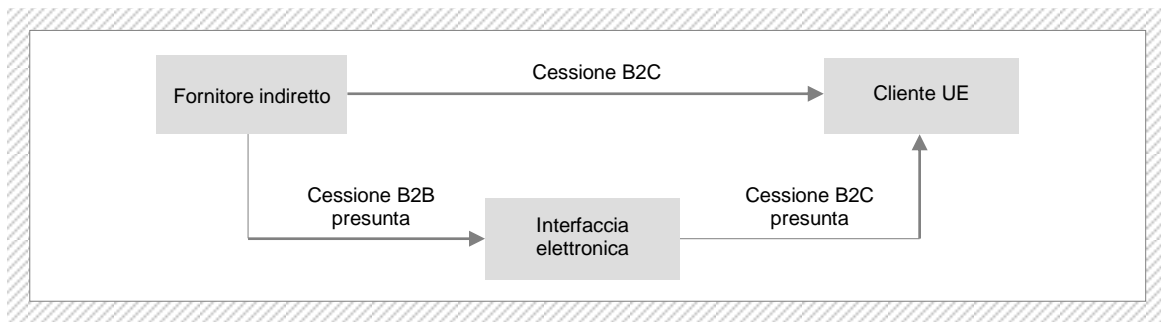 Cessione B2C
Fornitore indiretto
Cliente UE
Cessione B2B
presunta
Cessione B2C
presunta
Interfaccia
elettronica